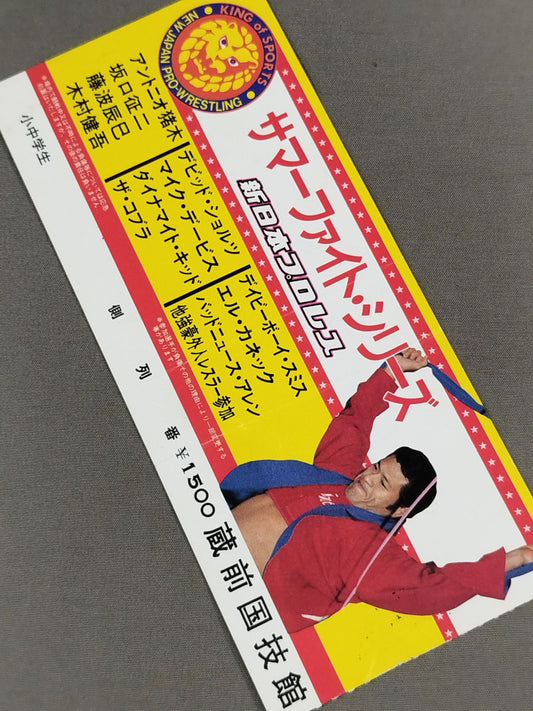 KING of SPORTS
NEW JAPAN PRO-WRESTLING
サマーファイト・シリーズ
新日本プロレス
アントニオ猪木
坂口征二
藤波辰巳
木村健吾
デビッド・ショルツ
マイク・デービス
ダイナマイト・キッド
ザ・コブラ
デイビーボーイ・スミス
エル・カネック
バッドニュース・アレン
他強豪外人レスラー参加
小中学生
側 列 番 ¥1500
蔵前国技館